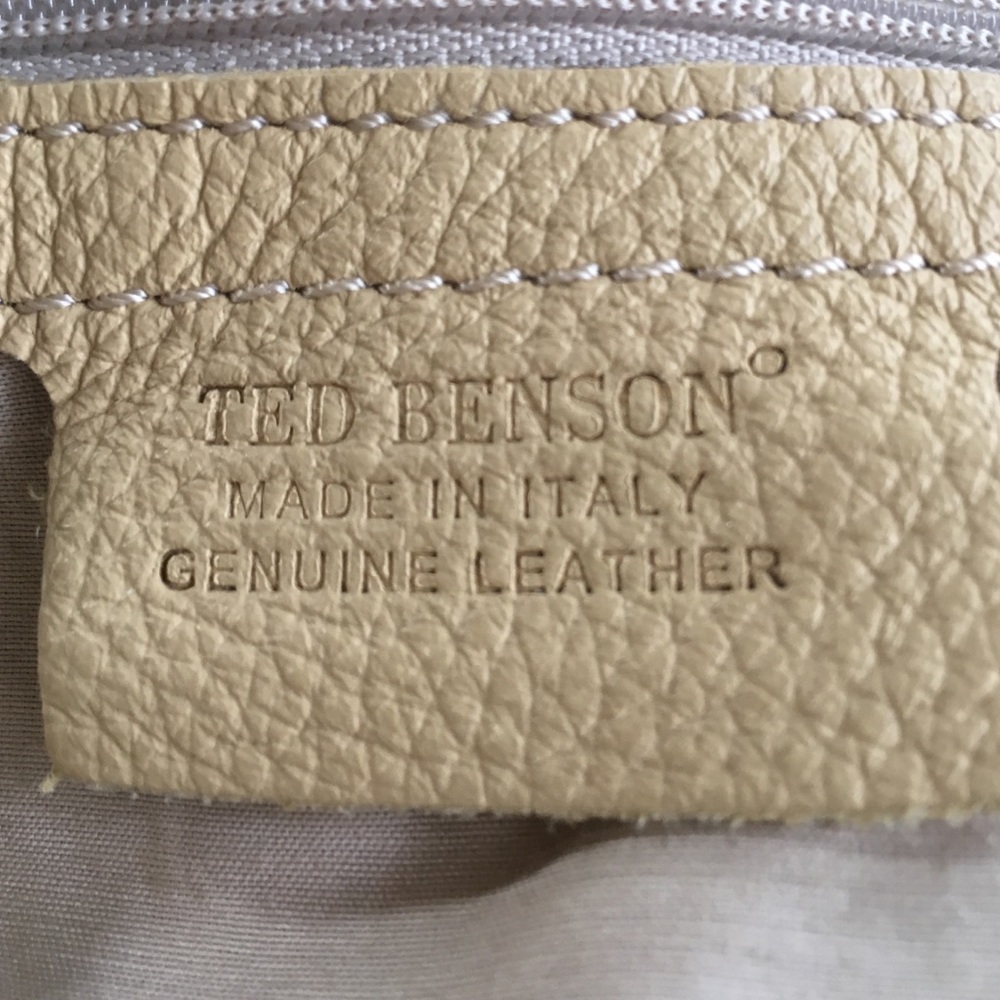 TED BENSON°
MADE IN ITALY
GENUINE LEATHER